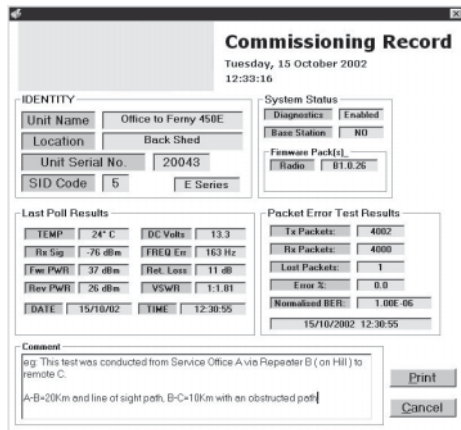 Commissioning Record
Tuesday, 15 October 2002
12:33:16
IDENTITY
Unit Name Office to Ferny 450E
Location Back Shed
Unit Serial No. 20043
SID Code 5 E Series
System Status
Diagnostics Enabled
Base Station NO
Firmware Pack(s)_
Radio 81.0.26
Last Poll Results
TEMP 24° C DC Volts 13.3
Rx Sig -76 dBm FREQ Err 163 Hz
Fwr PWR 37 dBm Ret. Loss 11 dB
Rev PWR 26 dBm VSWR 1:1.81
DATE 15/10/02 TIME 12:30:55
Packet Error Test Results
Tx Packets: 4002
Rx Packets: 4000
Lost Packets: 1
Error %: 0.0
Normalised BER: 1.00E-06
15/10/2002 12:30:55
Comment
eg: This test was conducted from Service Office A via Repeater B ( on Hill ) to
remote C.
A-B=20Km and line of sight path, B-C=10Km with an obstructed path
Print
Cancel